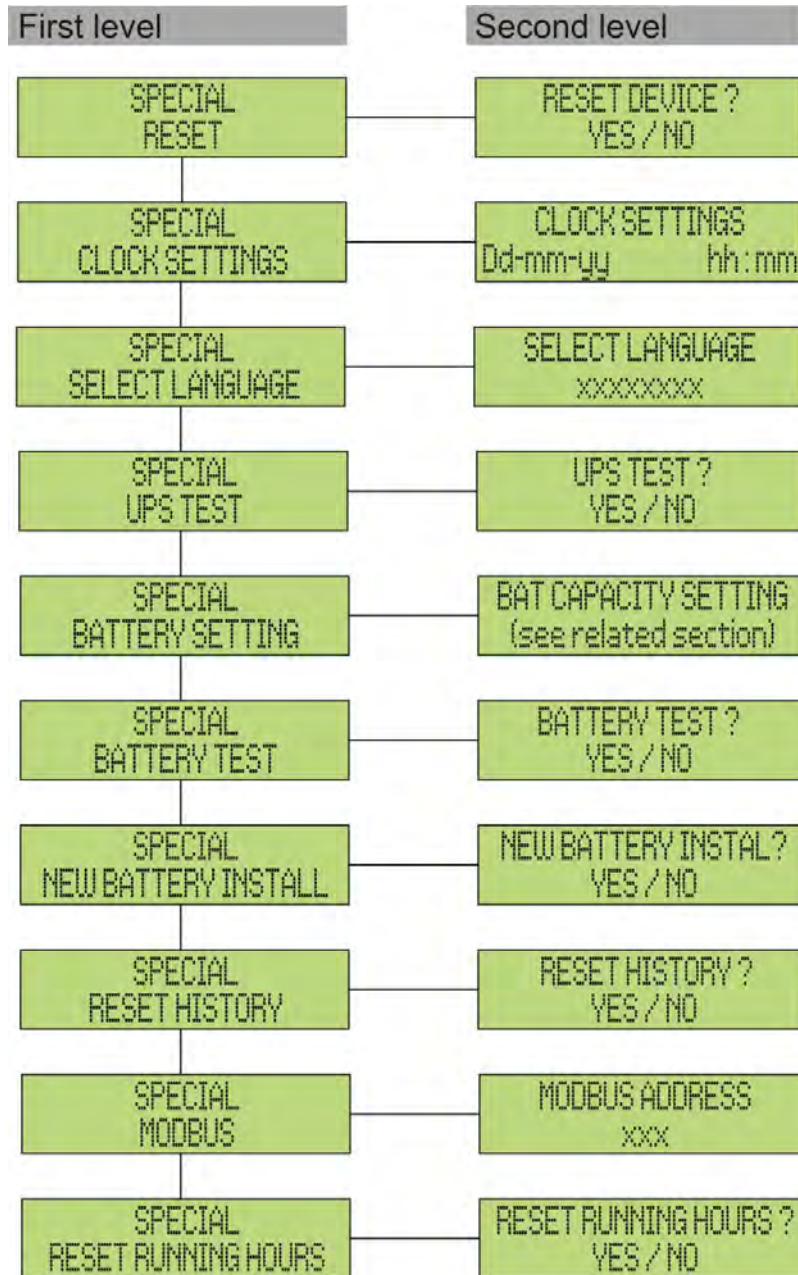 First level
Second level
SPECIAL
RESET
RESET DEVICE ?
YES / NO
SPECIAL
CLOCK SETTINGS
CLOCK SETTINGS
Dd-mm-yy hh:mm
SPECIAL
SELECT LANGUAGE
SELECT LANGUAGE
xxxxxxxx
SPECIAL
UPS TEST
UPS TEST ?
YES / NO
SPECIAL
BATTERY SETTING
BAT CAPACITY SETTING
(see related section)
SPECIAL
BATTERY TEST
BATTERY TEST ?
YES / NO
SPECIAL
NEW BATTERY INSTALL
NEW BATTERY INSTAL?
YES / NO
SPECIAL
RESET HISTORY
RESET HISTORY ?
YES / NO
SPECIAL
MODBUS
MODBUS ADDRESS
xxx
SPECIAL
RESET RUNNING HOURS
RESET RUNNING HOURS ?
YES / NO